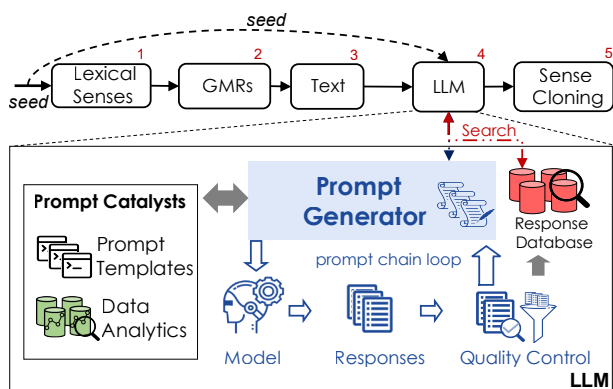 seed
1
2
3
4
5
seed
Lexical
Senses
GMRs
Text
LLM
Sense
Cloning
Search
Prompt Catalysts
Prompt
Templates
Data
Analytics
Prompt
Generator
Response
Database
prompt chain loop
Model
Responses
Quality Control
LLM